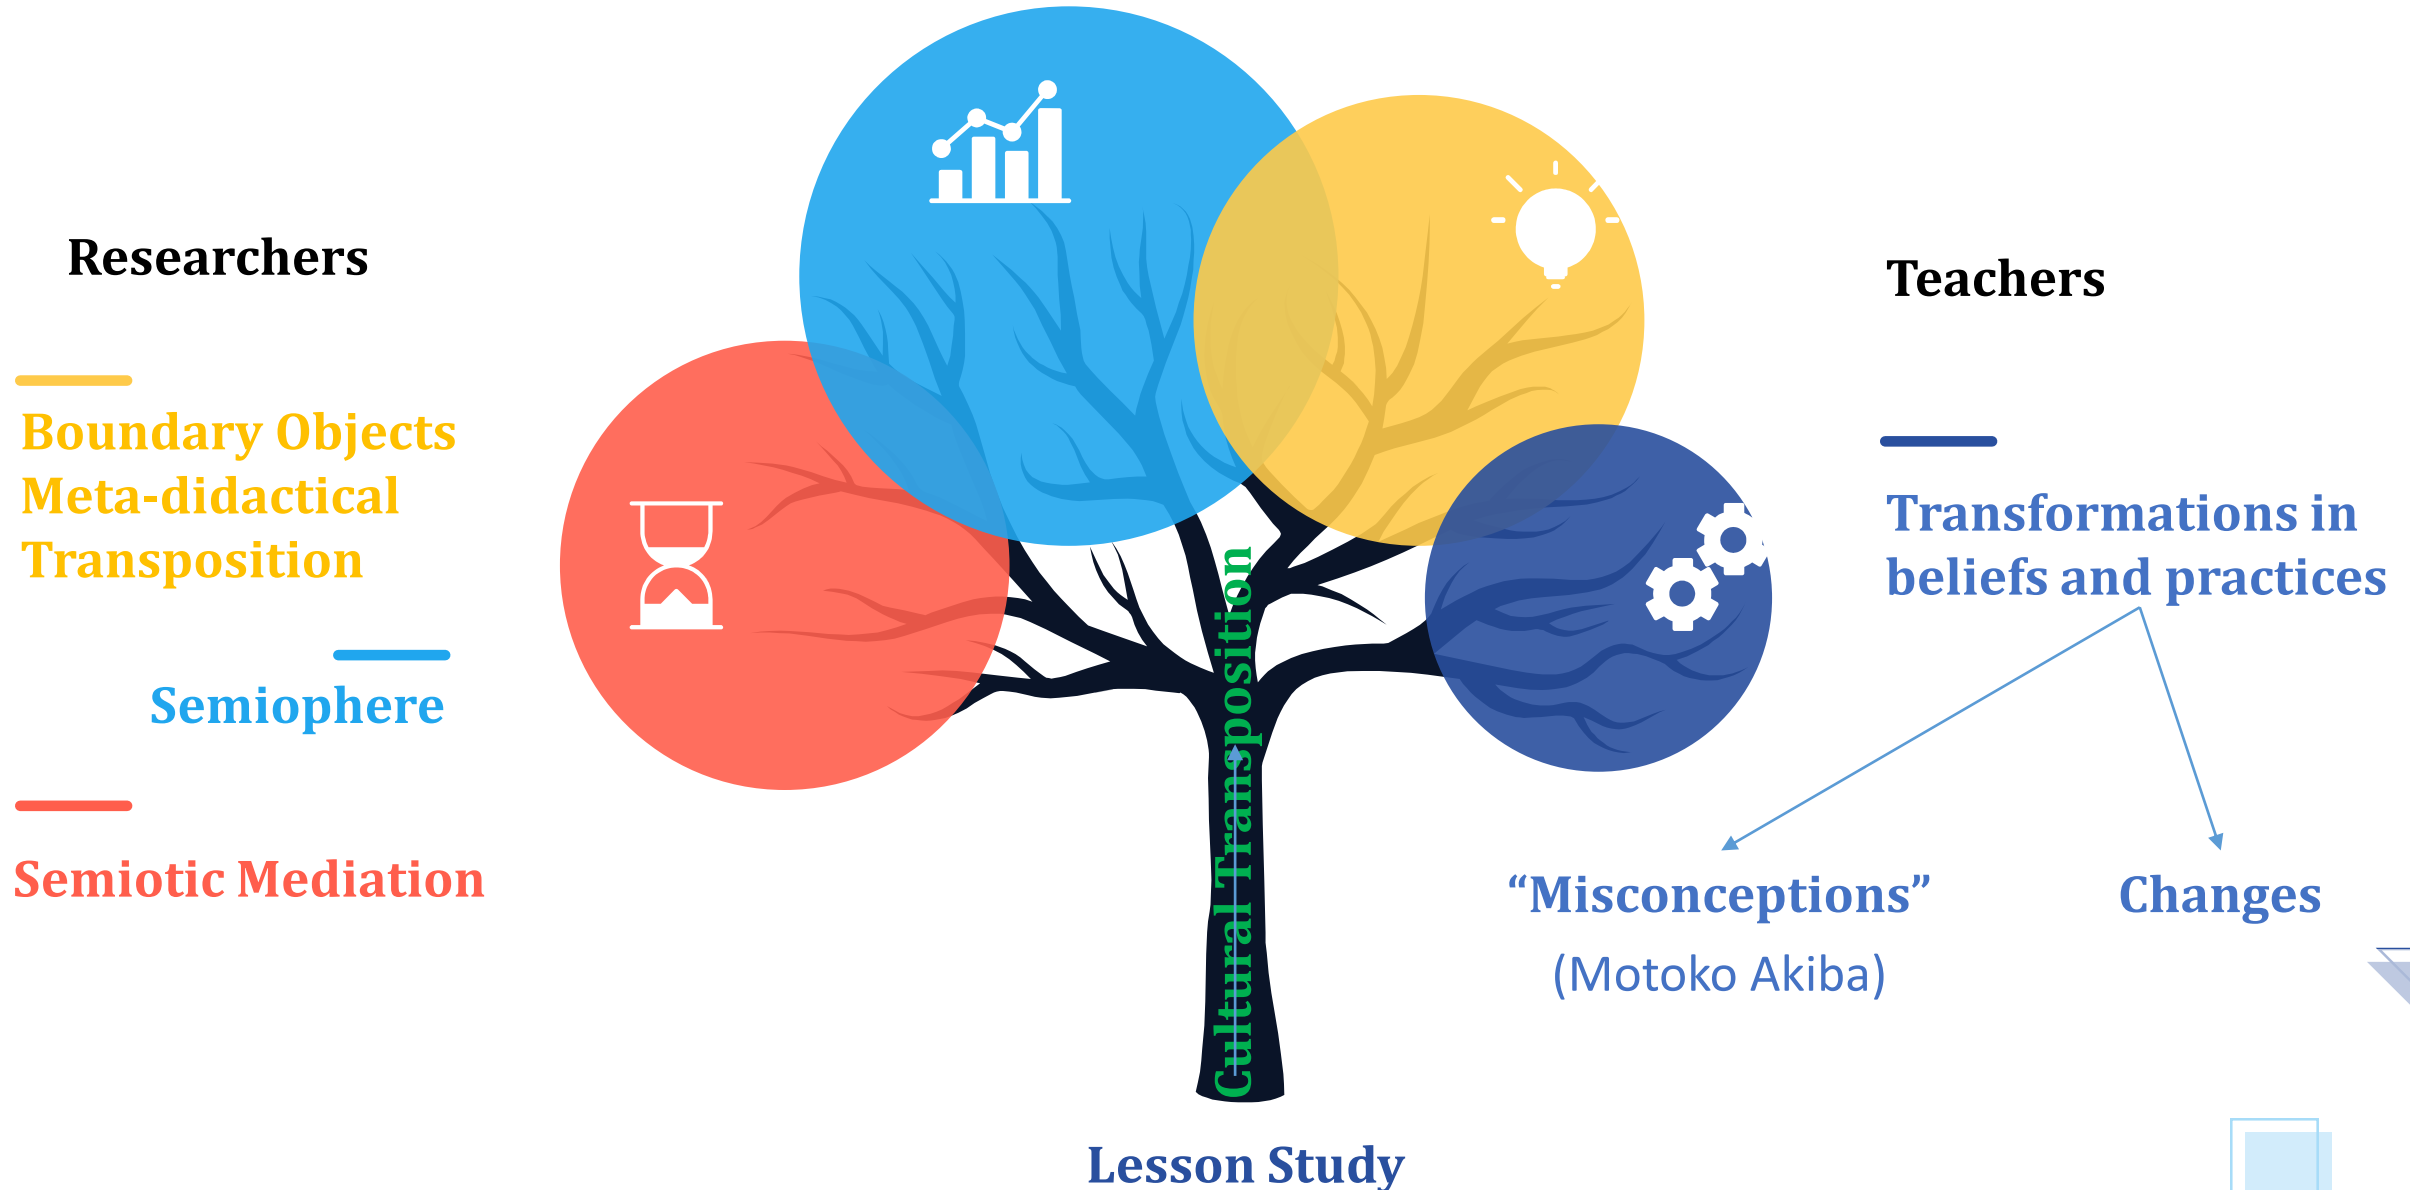 Researchers
Boundary Objects
Meta-didactical
Transposition
Semiophere
Semiotic Mediation
Cultural Transposition
Lesson Study
Teachers
Transformations in
beliefs and practices
“Misconceptions”
(Motoko Akiba)
Changes